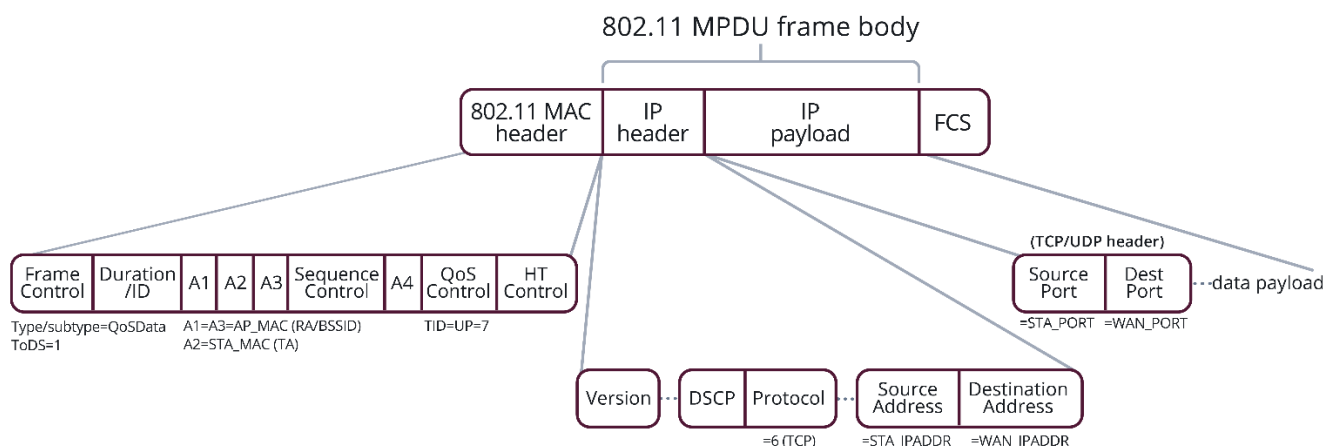 802.11 MPDU frame body
802.11 MAC
header
IP
header
IP
payload
FCS
(TCP/UDP header)
Frame
Control
Duration
/ID
A1
A2
A3
Sequence
Control
A4
QoS
Control
HT
Control
Source
Port
Dest
Port
data payload
Type/subtype=QoSData
ToDS=1
A1=A3=AP_MAC (RA/BSSID)
A2=STA_MAC (TA)
TID=UP=7
=STA_PORT
=WAN_PORT
Version
DSCP
Protocol
Source
Address
Destination
Address
=6 (TCP)
=STA_IPADDR
=WAN_IPADDR